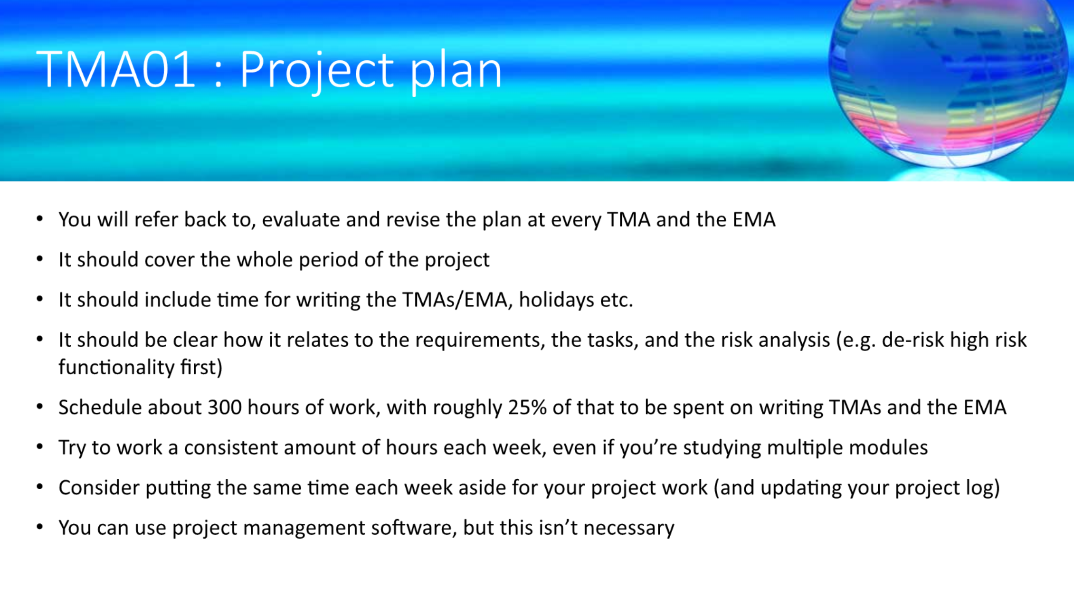 TMA01 : Project plan
• You will refer back to, evaluate and revise the plan at every TMA and the EMA
• It should cover the whole period of the project
• It should include time for writing the TMAs/EMA, holidays etc.
• It should be clear how it relates to the requirements, the tasks, and the risk analysis (e.g. de-risk high risk
functionality first)
• Schedule about 300 hours of work, with roughly 25% of that to be spent on writing TMAs and the EMA
• Try to work a consistent amount of hours each week, even if you’re studying multiple modules
• Consider putting the same time each week aside for your project work (and updating your project log)
• You can use project management software, but this isn’t necessary